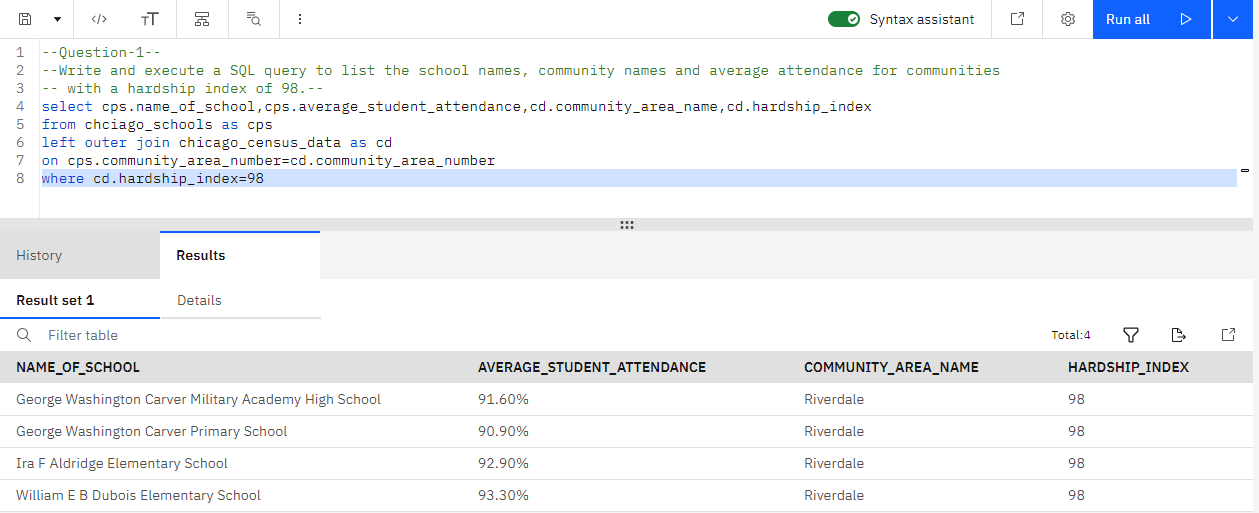 </> тT Syntax assistant Run all
1 --Question-1--
2 --Write and execute a SQL query to list the school names, community names and average attendance for communities
3 -- with a hardship index of 98.--
4 select cps.name_of_school,cps.average_student_attendance,cd.community_area_name,cd.hardship_index
5 from chciago_schools as cps
6 left outer join chicago_census_data as cd
7 on cps.community_area_number=cd.community_area_number
8 where cd.hardship_index=98
History Results
Result set 1 Details
Filter table Total:4
NAME_OF_SCHOOL AVERAGE_STUDENT_ATTENDANCE COMMUNITY_AREA_NAME HARDSHIP_INDEX
George Washington Carver Military Academy High School 91.60% Riverdale 98
George Washington Carver Primary School 90.90% Riverdale 98
Ira F Aldridge Elementary School 92.90% Riverdale 98
William E B Dubois Elementary School 93.30% Riverdale 98